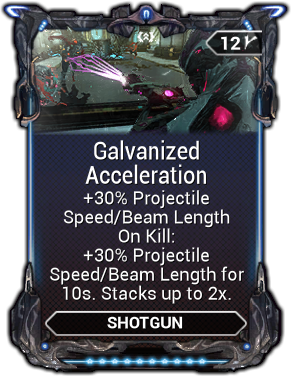 12
Galvanized
Acceleration
+30% Projectile
Speed/Beam Length
On Kill:
+30% Projectile
Speed/Beam Length for
10s. Stacks up to 2x.
SHOTGUN